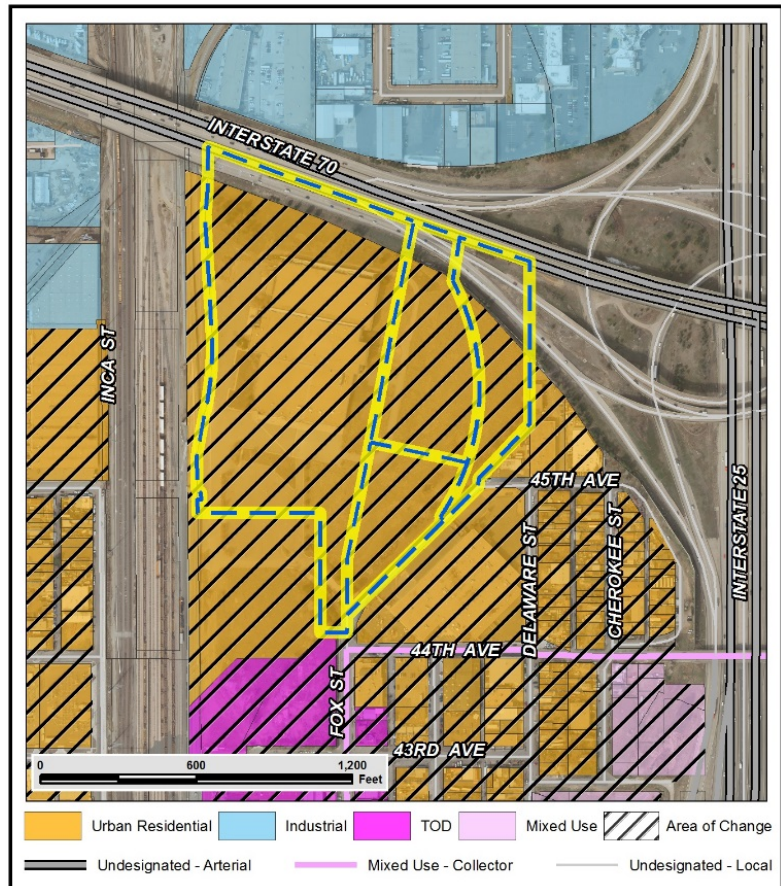 INTERSTATE 70
INCA ST
45TH AVE
DELAWARE ST
CHEROKEE ST
INTERSTATE 25
44TH AVE
FOX ST
43RD AVE
0 600 1,200
Feet
Urban Residential Industrial TOD Mixed Use Area of Change
Undesignated - Arterial Mixed Use - Collector Undesignated - Local